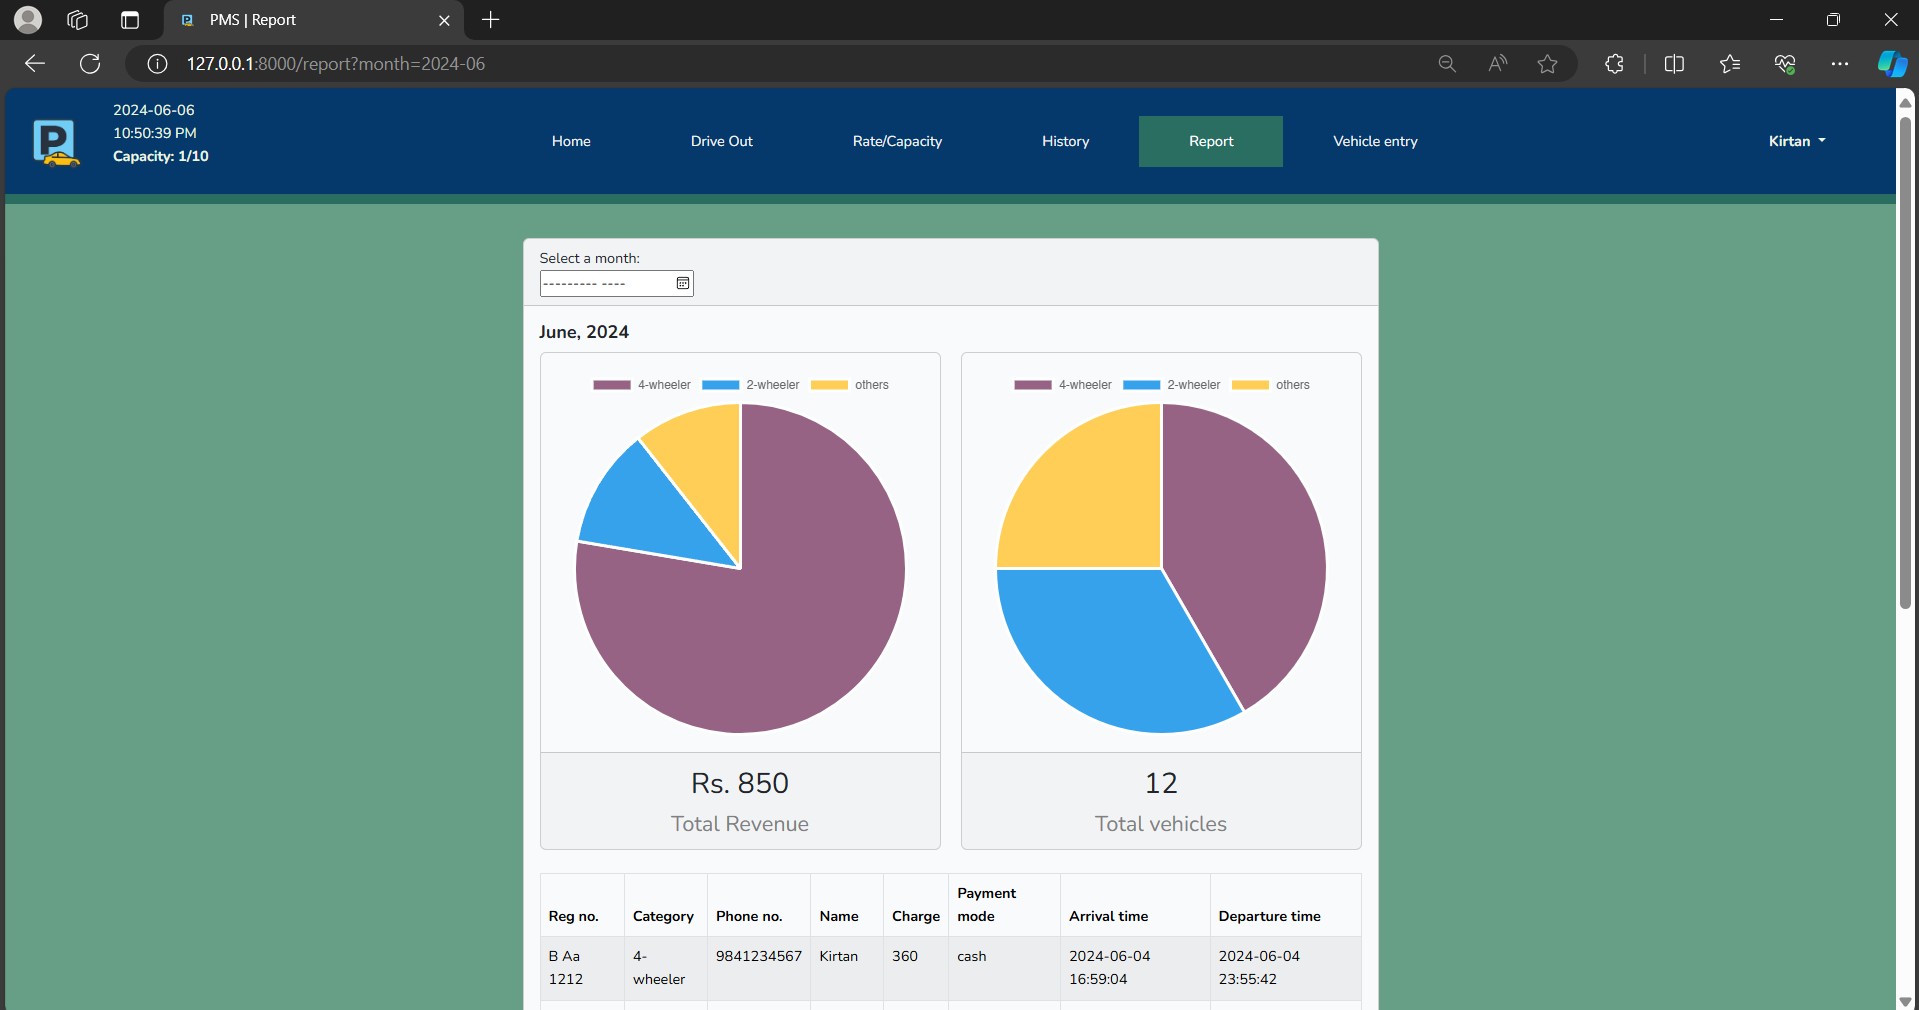 PMS | Report
127.0.0.1:8000/report?month=2024-06
P
2024-06-06
10:50:39 PM
Capacity: 1/10
Home
Drive Out
Rate/Capacity
History
Report
Vehicle entry
Kirtan
Select a month:
--------- ----
June, 2024
4-wheeler 2-wheeler others
4-wheeler 2-wheeler others
Rs. 850
Total Revenue
12
Total vehicles
Reg no. Category Phone no. Name Charge Payment mode Arrival time Departure time
B Aa 1212 4-wheeler 9841234567 Kirtan 360 cash 2024-06-04 16:59:04 2024-06-04 23:55:42